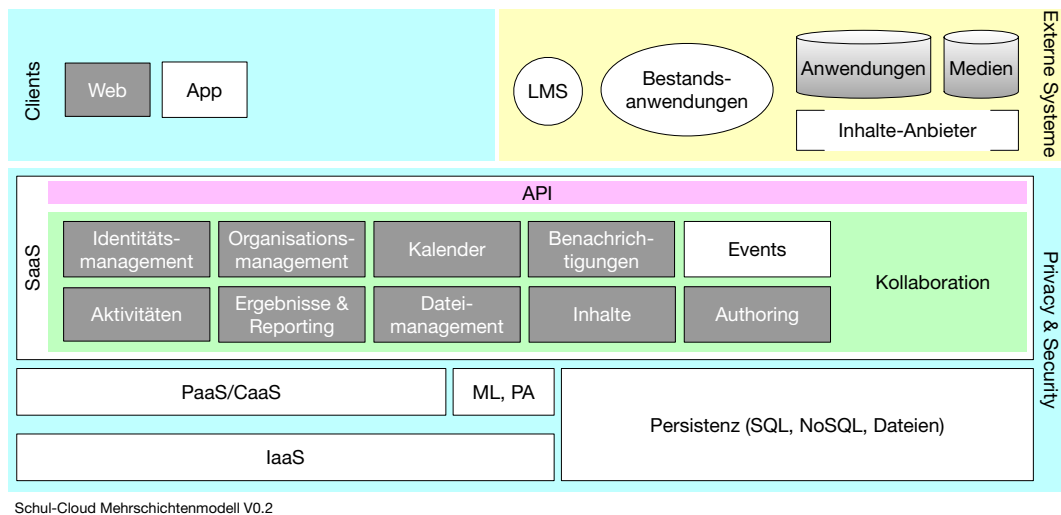 Clients
Web
App
Externe Systeme
LMS
Bestands-
anwendungen
Anwendungen
Medien
Inhalte-Anbieter
SaaS
API
Identitäts-
management
Organisations-
management
Kalender
Benachrich-
tigungen
Events
Kollaboration
Aktivitäten
Ergebnisse &
Reporting
Datei-
management
Inhalte
Authoring
Privacy & Security
PaaS/CaaS
ML, PA
Persistenz (SQL, NoSQL, Dateien)
IaaS
Schul-Cloud Mehrschichtenmodell V0.2